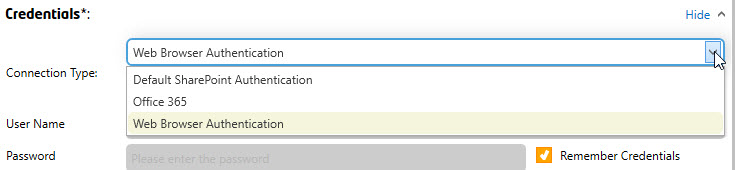 Credentials*: Hide
Web Browser Authentication
Connection Type:
Default SharePoint Authentication
Office 365
User Name
Web Browser Authentication
Password Please enter the password Remember Credentials